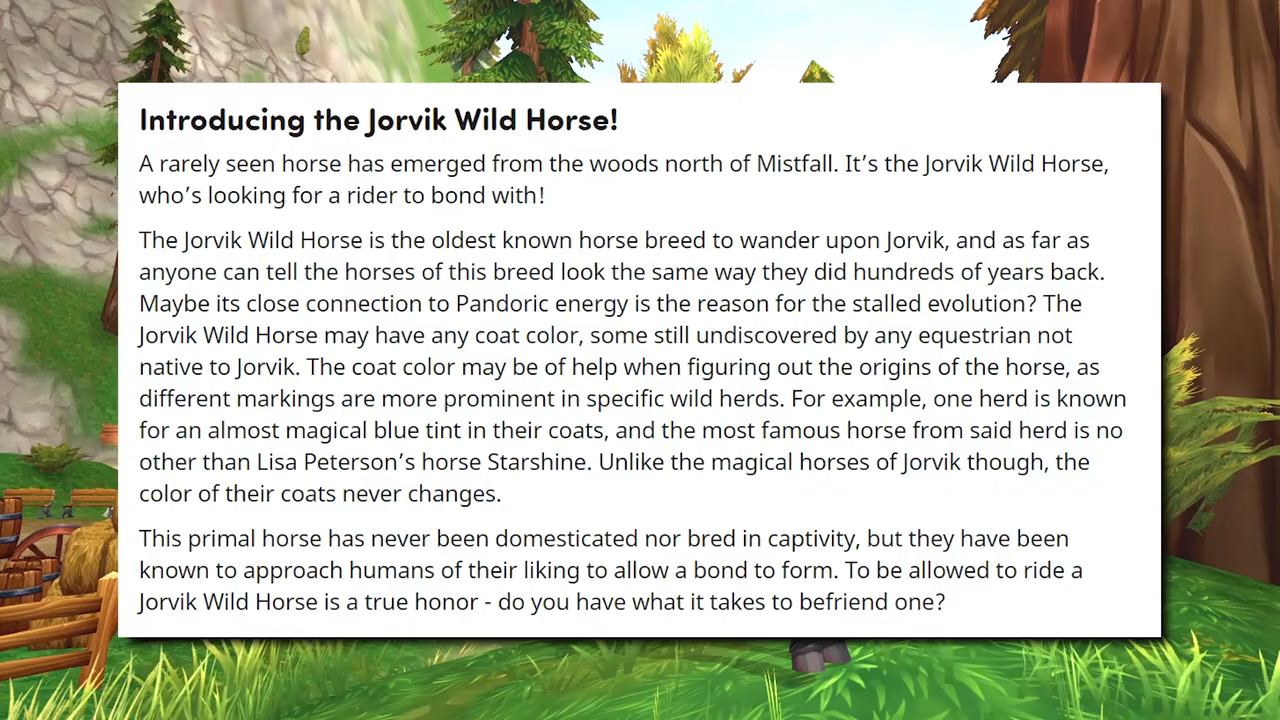 Introducing the Jorvik Wild Horse!
A rarely seen horse has emerged from the woods north of Mistfall. It’s the Jorvik Wild Horse,
who’s looking for a rider to bond with!
The Jorvik Wild Horse is the oldest known horse breed to wander upon Jorvik, and as far as
anyone can tell the horses of this breed look the same way they did hundreds of years back.
Maybe its close connection to Pandoric energy is the reason for the stalled evolution? The
Jorvik Wild Horse may have any coat color, some still undiscovered by any equestrian not
native to Jorvik. The coat color may be of help when figuring out the origins of the horse, as
different markings are more prominent in specific wild herds. For example, one herd is known
for an almost magical blue tint in their coats, and the most famous horse from said herd is no
other than Lisa Peterson’s horse Starshine. Unlike the magical horses of Jorvik though, the
color of their coats never changes.
This primal horse has never been domesticated nor bred in captivity, but they have been
known to approach humans of their liking to allow a bond to form. To be allowed to ride a
Jorvik Wild Horse is a true honor - do you have what it takes to befriend one?